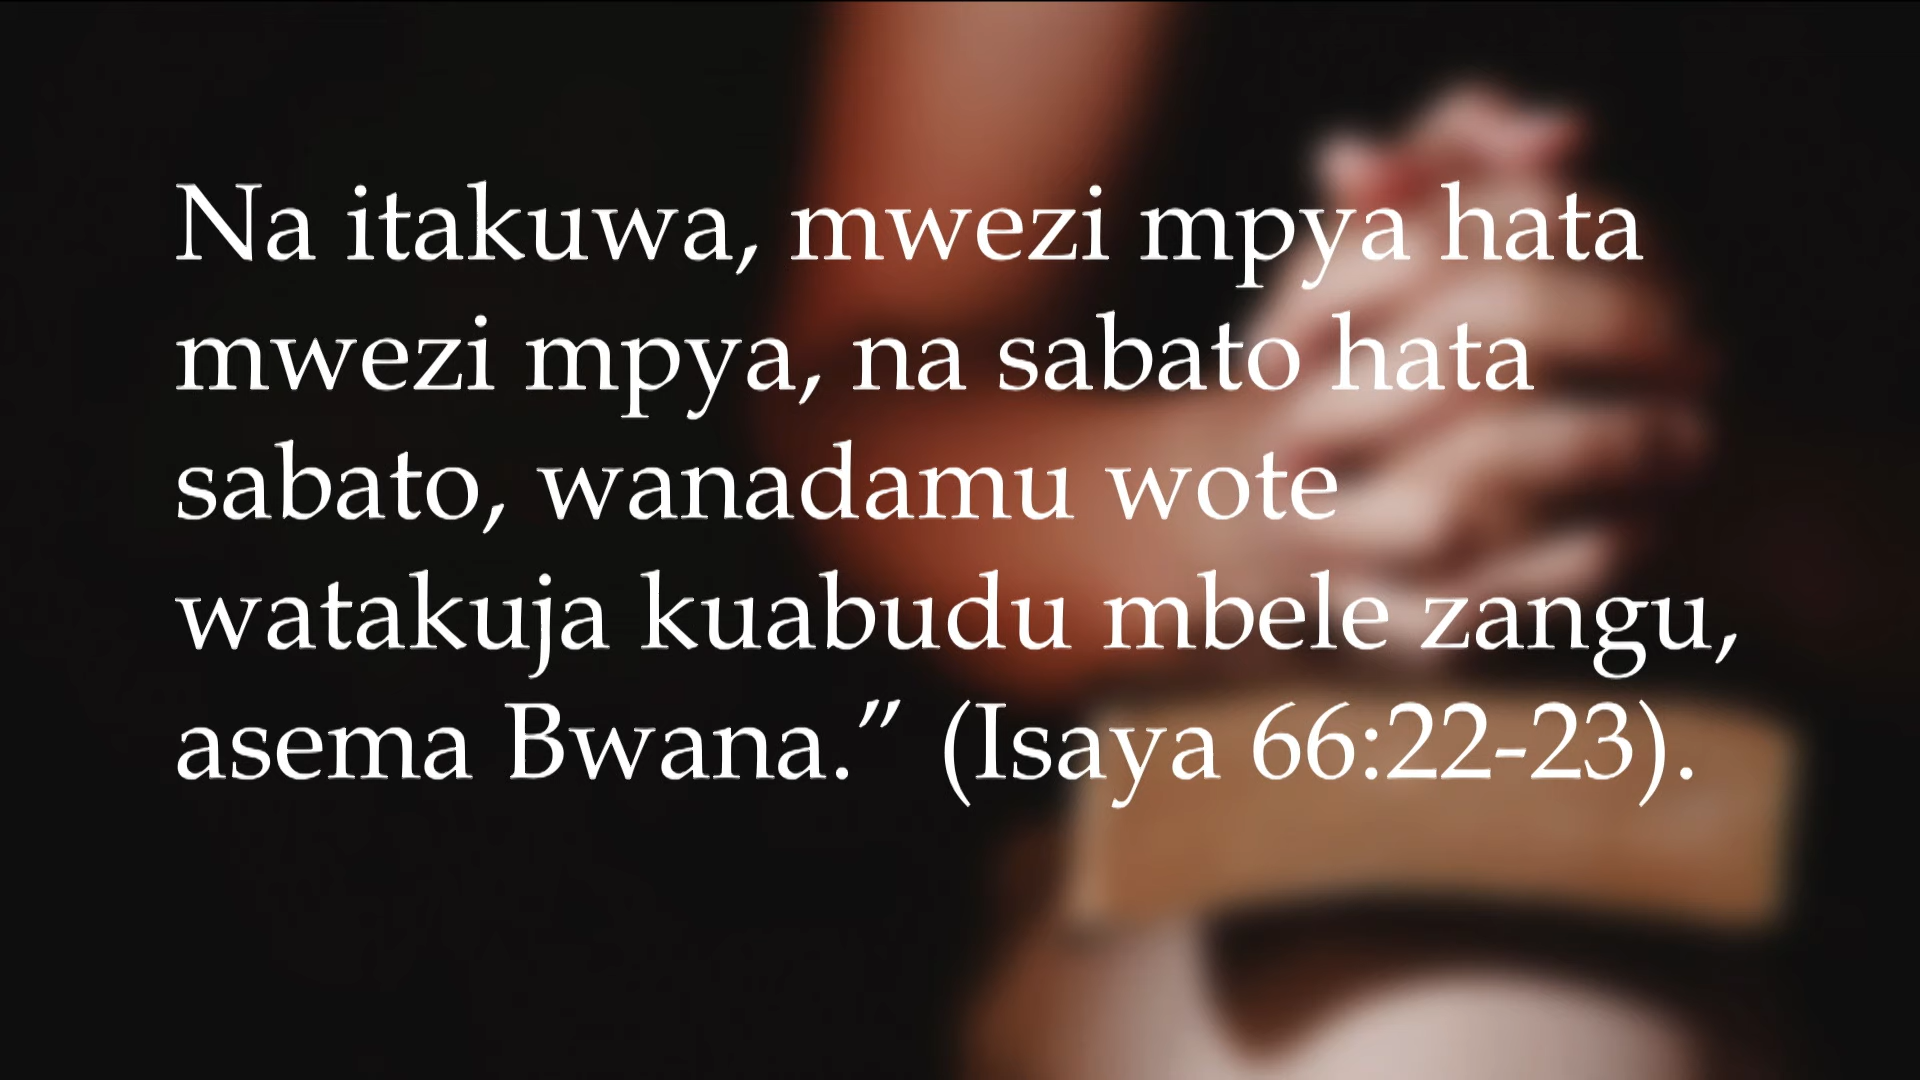 Na itakuwa, mwezi mpya hata
mwezi mpya, na sabato hata
sabato, wanadamu wote
watakuja kuabudu mbele zangu,
asema Bwana.” (Isaya 66:22-23).